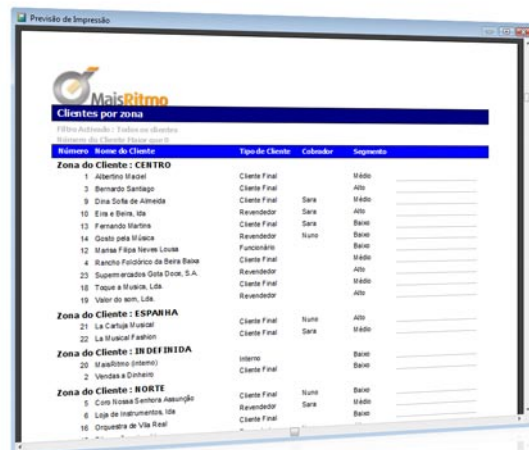 Previsão de Impressão
MaisRitmo
Clientes por zona
Filtro Activado : Todos os clientes
Número do Cliente Maior que 0
Número Nome do Cliente Tipo de Cliente Cobrador Segmento
Zona do Cliente : CENTRO
1 Albertino Maciel Cliente Final Médio
3 Bernardo Santiago Cliente Final Alto
9 Dina Sofia de Almeida Cliente Final Sara Médio
10 Eira e Beira, lda Revendedor Sara Alto
13 Fernando Martins Cliente Final Sara Baixo
14 Gosto pela Música Revendedor Nuno Baixo
12 Marisa Filipa Neves Lousa Funcionário Baixo
4 Rancho Folclórico da Beira Baixa Cliente Final Médio
23 Supermercados Gota Doce, S.A. Revendedor Alto
18 Toque a Musica, Lda. Cliente Final Médio
19 Valor do som, Lda. Revendedor Alto
Zona do Cliente : ESPANHA
21 La Cartuja Musical Cliente Final Nuno Alto
22 La Musical Fashion Cliente Final Sara Médio
Zona do Cliente : INDEFINIDA
20 MaisRitmo (Interno) Interno Baixo
2 Vendas a Dinheiro Cliente Final Baixo
Zona do Cliente : NORTE
5 Coro Nossa Senhora Assunção Cliente Final Nuno Baixo
6 Loja de Instrumentos, lda Revendedor Sara Médio
16 Orquestra de Vila Real Cliente Final Baixo